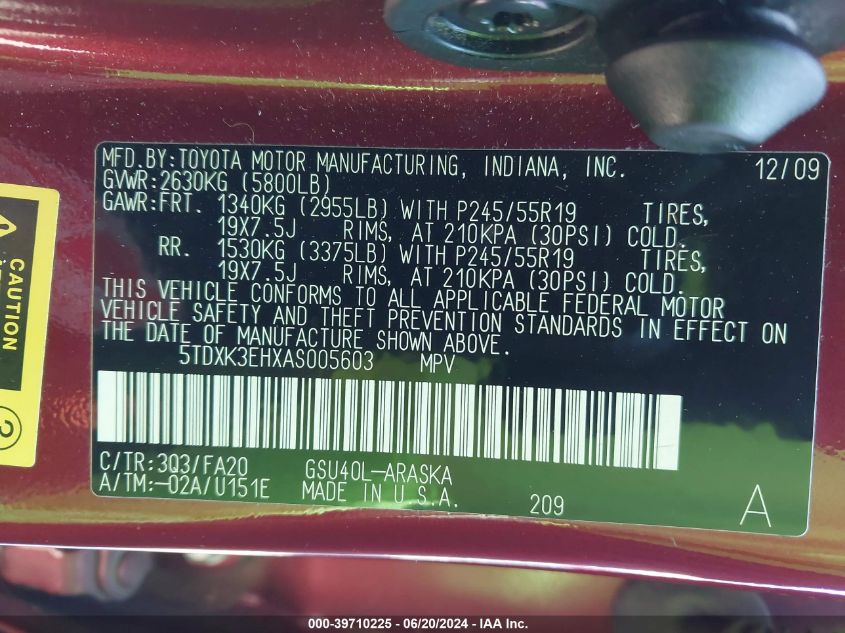 MFD.BY:TOYOTA MOTOR MANUFACTURING, INDIANA, INC. 12/09
GVWR:2630KG (5800LB)
GAWR:FRT. 1340KG (2955LB) WITH P245/55R19 TIRES,
19X7.5J RIMS, AT 210KPA (30PSI) COLD.
RR. 1530KG (3375LB) WITH P245/55R19 TIRES,
19X7.5J RIMS, AT 210KPA (30PSI) COLD.
THIS VEHICLE CONFORMS TO ALL APPLICABLE FEDERAL MOTOR
VEHICLE SAFETY AND THEFT PREVENTION STANDARDS IN EFFECT ON
THE DATE OF MANUFACTURE SHOWN ABOVE.
5TDXK3EHXAS005603 MPV
C/TR:3Q3/FA20 GSU40L-ARASKA
A/TM:-02A/U151E MADE IN U.S.A. 209 A
CAUTION
000-39710225 - 06/20/2024 - IAA Inc.